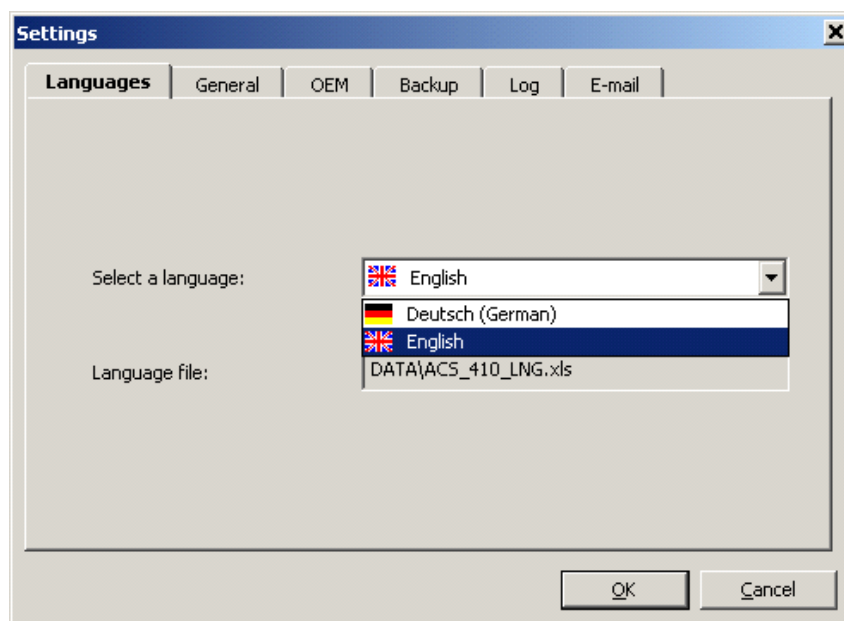 Settings
Languages General OEM Backup Log E-mail
Select a language: English
Deutsch (German)
English
Language file: DATA\ACS_410_LNG.xls
OK Cancel